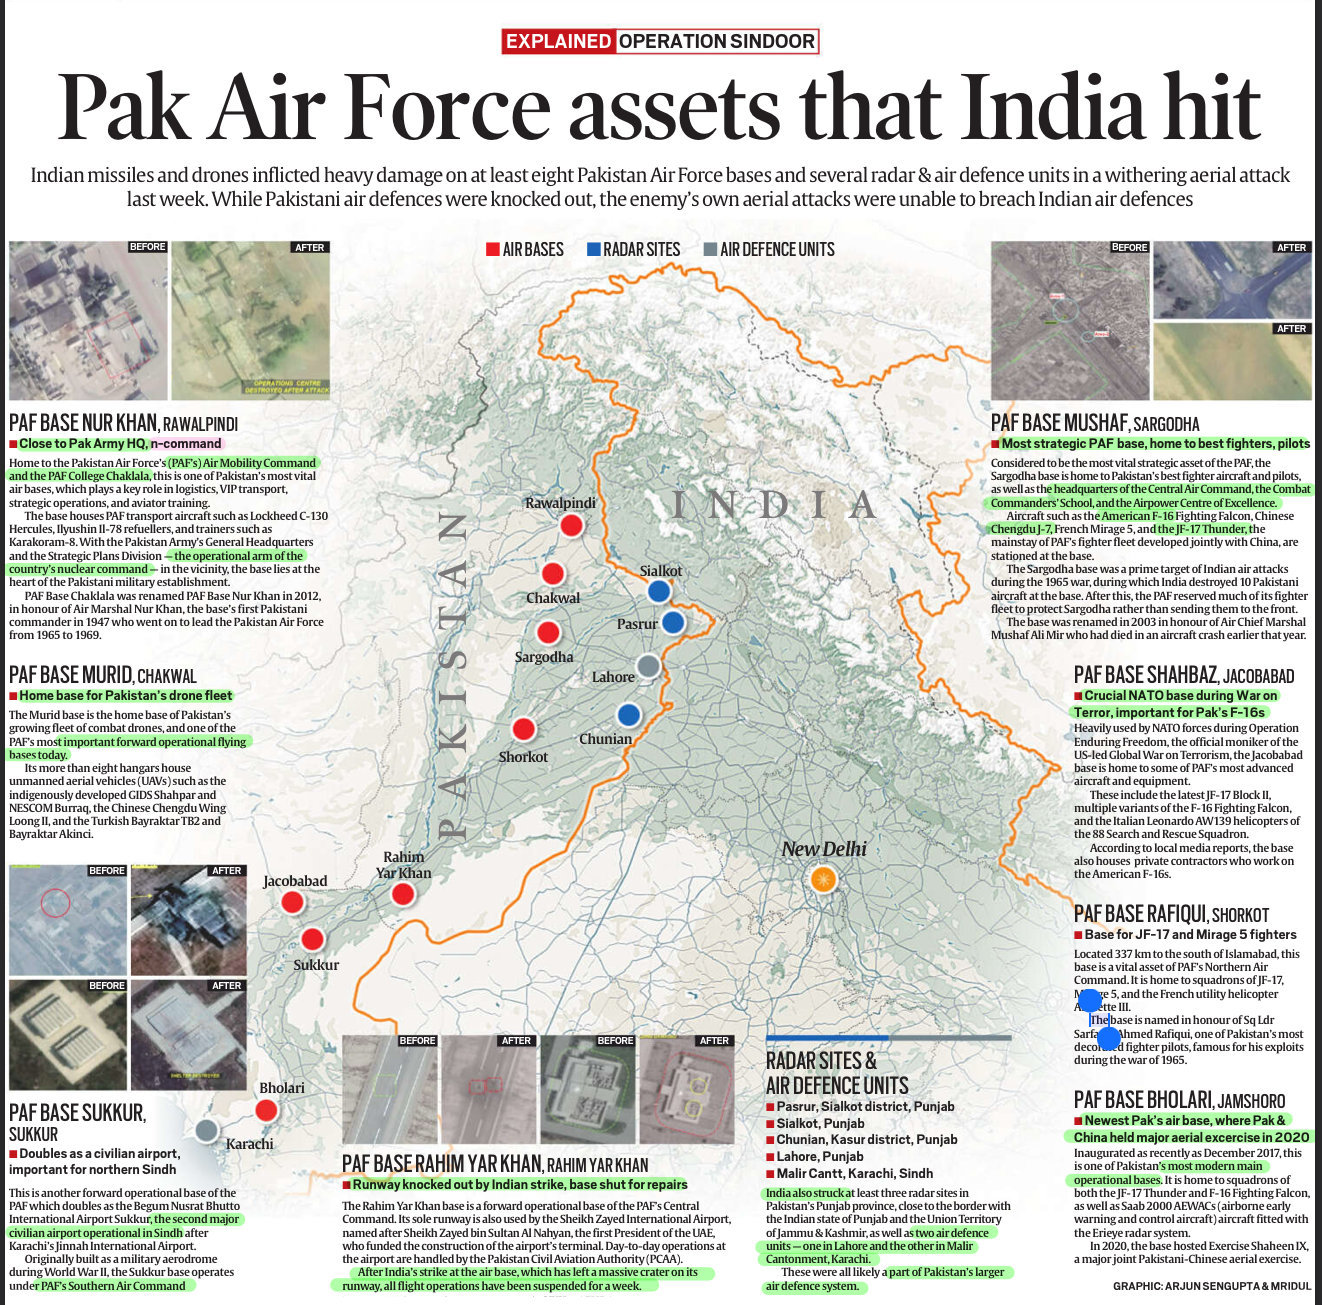 EXPLAINED OPERATION SINDOOR
Pak Air Force assets that India hit
Indian missiles and drones inflicted heavy damage on at least eight Pakistan Air Force bases and several radar & air defence units in a withering aerial attack
last week. While Pakistani air defences were knocked out, the enemy's own aerial attacks were unable to breach Indian air defences
BEFORE
AFTER
OPERATIONS CENTRE
DESTROYED AFTER ATTACK
PAF BASE NUR KHAN, RAWALPINDI
Close to Pak Army HQ, n-command
Home to the Pakistan Air Force's (PAF's) Air Mobility Command
and the PAF College Chaklala, this is one of Pakistan's most vital
air bases, which plays a key role in logistics, VIP transport,
strategic operations, and aviator training.
The base houses PAF transport aircraft such as Lockheed C-130
Hercules, Ilyushin Il-78 refuellers, and trainers such as
Karakoram-8. With the Pakistan Army's General Headquarters
and the Strategic Plans Division — the operational arm of the
country's nuclear command — in the vicinity, the base lies at the
heart of the Pakistani military establishment.
PAF Base Chaklala was renamed PAF Base Nur Khan in 2012,
in honour of Air Marshal Nur Khan, the base's first Pakistani
commander in 1947 who went on to lead the Pakistan Air Force
from 1965 to 1969.
PAF BASE MURID, CHAKWAL
Home base for Pakistan's drone fleet
The Murid base is the home base of Pakistan's
growing fleet of combat drones, and one of the
PAF's most important forward operational flying
bases today.
Its more than eight hangars house
unmanned aerial vehicles (UAVs) such as the
indigenously developed GIDS Shahpar and
NESCOM Burraq, the Chinese Chengdu Wing
Loong II, and the Turkish Bayraktar TB2 and
Bayraktar Akinci.
BEFORE
AFTER
BEFORE
AFTER
SHELTER DESTROYED
PAF BASE SUKKUR,
SUKKUR
Doubles as a civilian airport,
important for northern Sindh
This is another forward operational base of the
PAF which doubles as the Begum Nusrat Bhutto
International Airport Sukkur, the second major
civilian airport operational in Sindh after
Karachi's Jinnah International Airport.
Originally built as a military aerodrome
during World War II, the Sukkur base operates
under PAF's Southern Air Command
AIR BASES
RADAR SITES
AIR DEFENCE UNITS
PAKISTAN
INDIA
Rawalpindi
Chakwal
Sialkot
Pasrur
Sargodha
Lahore
Chunian
Shorkot
New Delhi
Rahim
Yar Khan
Jacobabad
Sukkur
Bholari
Karachi
BEFORE
AFTER
BEFORE
AFTER
PAF BASE RAHIM YAR KHAN, RAHIM YAR KHAN
Runway knocked out by Indian strike, base shut for repairs
The Rahim Yar Khan base is a forward operational base of the PAF's Central
Command. Its sole runway is also used by the Sheikh Zayed International Airport,
named after Sheikh Zayed bin Sultan Al Nahyan, the first President of the UAE,
who funded the construction of the airport's terminal. Day-to-day operations at
the airport are handled by the Pakistan Civil Aviation Authority (PCAA).
After India's strike at the air base, which has left a massive crater on its
runway, all flight operations have been suspended for a week.
RADAR SITES &
AIR DEFENCE UNITS
Pasrur, Sialkot district, Punjab
Sialkot, Punjab
Chunian, Kasur district, Punjab
Lahore, Punjab
Malir Cantt, Karachi, Sindh
India also struck at least three radar sites in
Pakistan's Punjab province, close to the border with
the Indian state of Punjab and the Union Territory
of Jammu & Kashmir, as well as two air defence
units — one in Lahore and the other in Malir
Cantonment, Karachi.
These were all likely a part of Pakistan's larger
air defence system.
BEFORE
AFTER
AFTER
PAF BASE MUSHAF, SARGODHA
Most strategic PAF base, home to best fighters, pilots
Considered to be the most vital strategic asset of the PAF, the
Sargodha base is home to Pakistan's best fighter aircraft and pilots,
as well as the headquarters of the Central Air Command, the Combat
Commanders' School, and the Airpower Centre of Excellence.
Aircraft such as the American F-16 Fighting Falcon, Chinese
Chengdu J-7, French Mirage 5, and the JF-17 Thunder, the
mainstay of PAF's fighter fleet developed jointly with China, are
stationed at the base.
The Sargodha base was a prime target of Indian air attacks
during the 1965 war, during which India destroyed 10 Pakistani
aircraft at the base. After this, the PAF reserved much of its fighter
fleet to protect Sargodha rather than sending them to the front.
The base was renamed in 2003 in honour of Air Chief Marshal
Mushaf Ali Mir who had died in an aircraft crash earlier that year.
PAF BASE SHAHBAZ, JACOBABAD
Crucial NATO base during War on
Terror, important for Pak's F-16s
Heavily used by NATO forces during Operation
Enduring Freedom, the official moniker of the
US-led Global War on Terrorism, the Jacobabad
base is home to some of PAF's most advanced
aircraft and equipment.
These include the latest JF-17 Block II,
multiple variants of the F-16 Fighting Falcon,
and the Italian Leonardo AW139 helicopters of
the 88 Search and Rescue Squadron.
According to local media reports, the base
also houses private contractors who work on
the American F-16s.
PAF BASE RAFIQUI, SHORKOT
Base for JF-17 and Mirage 5 fighters
Located 337 km to the south of Islamabad, this
base is a vital asset of PAF's Northern Air
Command. It is home to squadrons of JF-17,
5, and the French utility helicopter
III.
The base is named in honour of Sq Ldr
Ahmed Rafiqui, one of Pakistan's most
fighter pilots, famous for his exploits
during the war of 1965.
PAF BASE BHOLARI, JAMSHORO
Newest Pak's air base, where Pak &
China held major aerial excercise in 2020
Inaugurated as recently as December 2017, this
is one of Pakistan's most modern main
operational bases. It is home to squadrons of
both the JF-17 Thunder and F-16 Fighting Falcon,
as well as Saab 2000 AEWACs (airborne early
warning and control aircraft) aircraft fitted with
the Erieye radar system.
In 2020, the base hosted Exercise Shaheen IX,
a major joint Pakistani-Chinese aerial exercise.
GRAPHIC: ARJUN SENGUPTA & MRIDUL